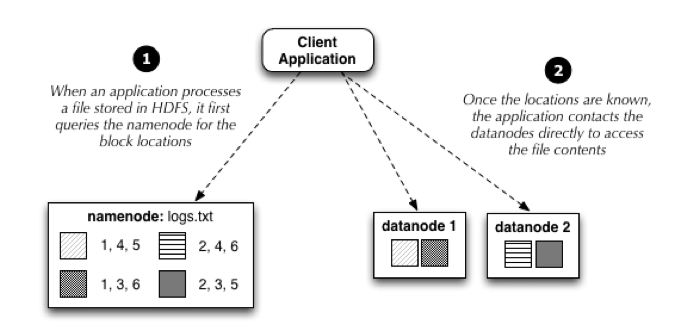 Client
Application
1
When an application processes
a file stored in HDFS, it first
queries the namenode for the
block locations
2
Once the locations are known,
the application contacts the
datanodes directly to access
the file contents
namenode: logs.txt
1, 4, 5
2, 4, 6
1, 3, 6
2, 3, 5
datanode 1
datanode 2